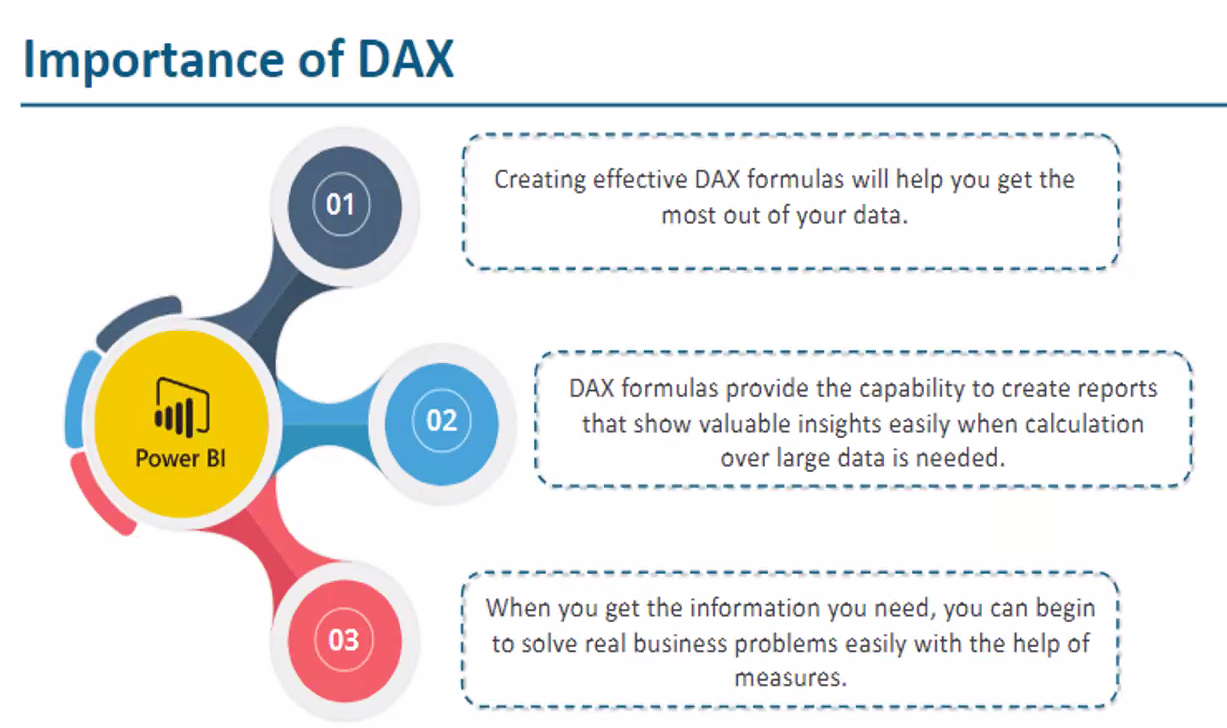 Importance of DAX
01
Creating effective DAX formulas will help you get the
most out of your data.
02
DAX formulas provide the capability to create reports
that show valuable insights easily when calculation
over large data is needed.
Power BI
03
When you get the information you need, you can begin
to solve real business problems easily with the help of
measures.